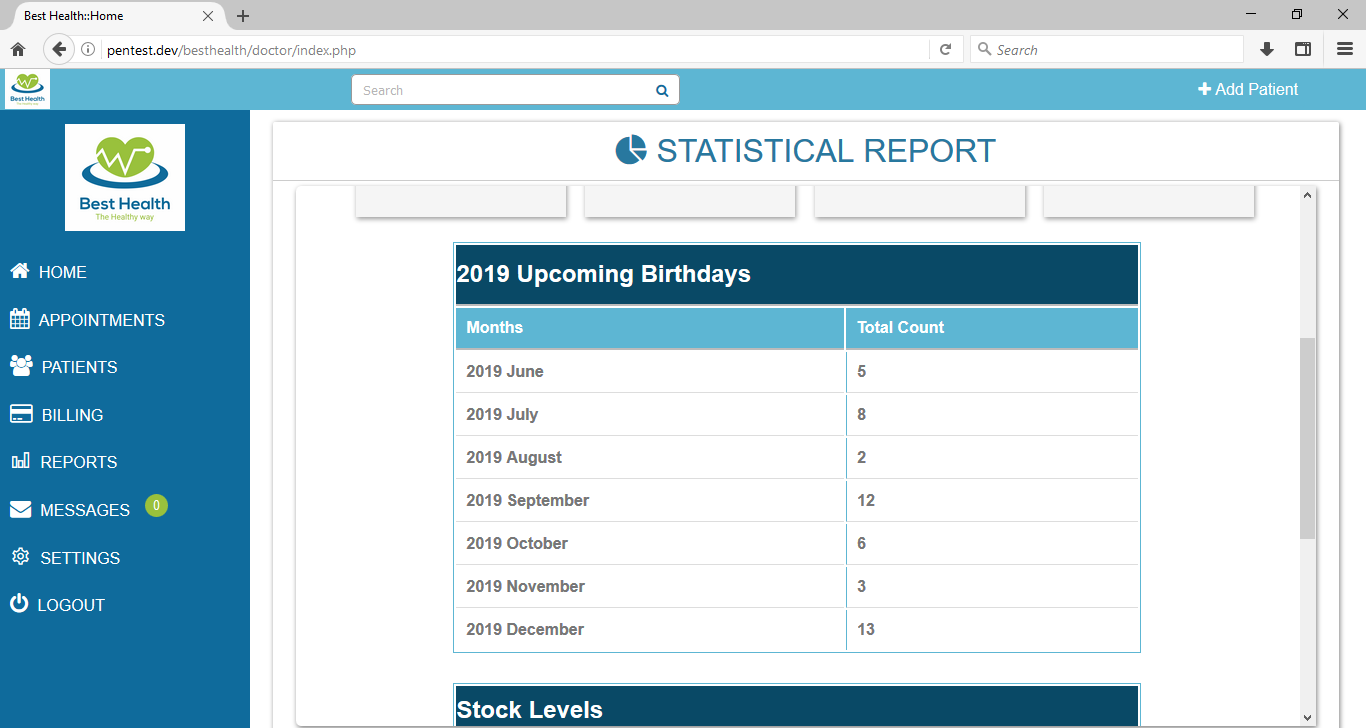 Best Health::Home
pentest.dev/besthealth/doctor/index.php
Search
Best Health
Search
Add Patient
Best Health
The Healthy way
HOME
APPOINTMENTS
PATIENTS
BILLING
REPORTS
MESSAGES 0
SETTINGS
LOGOUT
STATISTICAL REPORT
2019 Upcoming Birthdays
Months Total Count
2019 June 5
2019 July 8
2019 August 2
2019 September 12
2019 October 6
2019 November 3
2019 December 13
Stock Levels